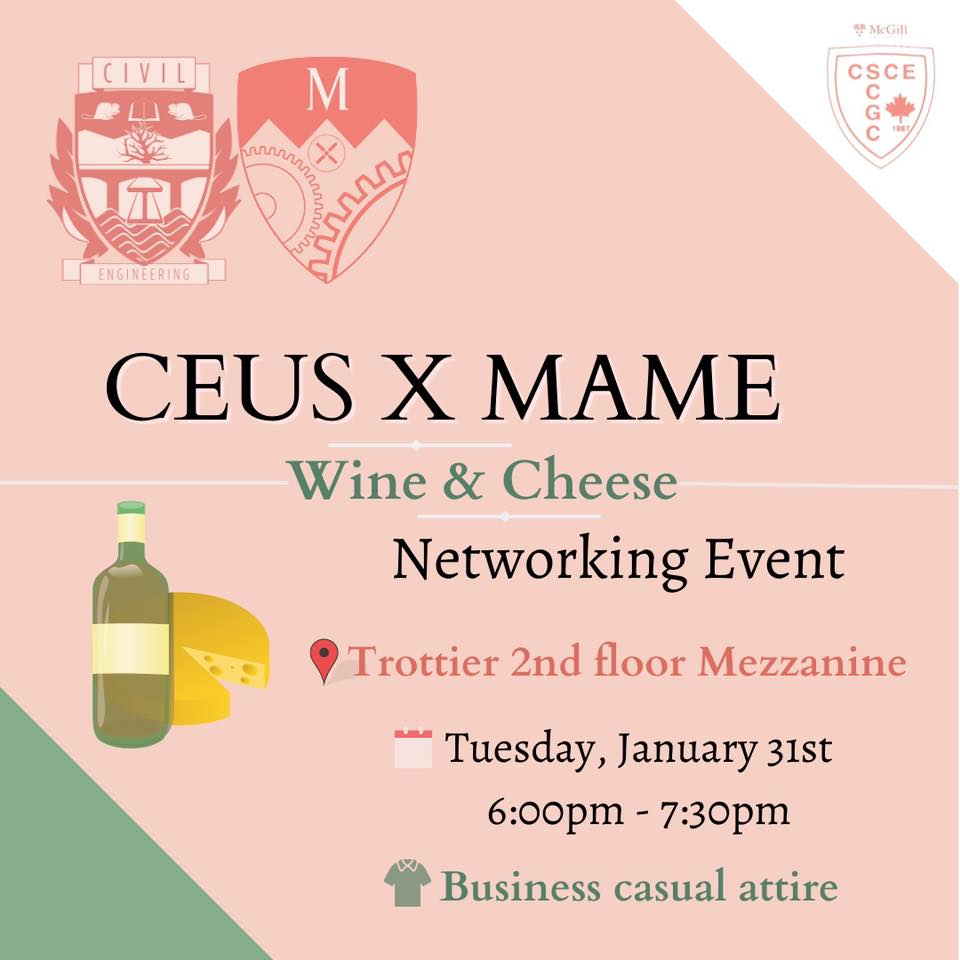 CIVIL
ENGINEERING
M
McGill
CSCE
C
G
C
1887
CEUS X MAME
Wine & Cheese
Networking Event
Trottier 2nd floor Mezzanine
Tuesday, January 31st
6:00pm - 7:30pm
Business casual attire